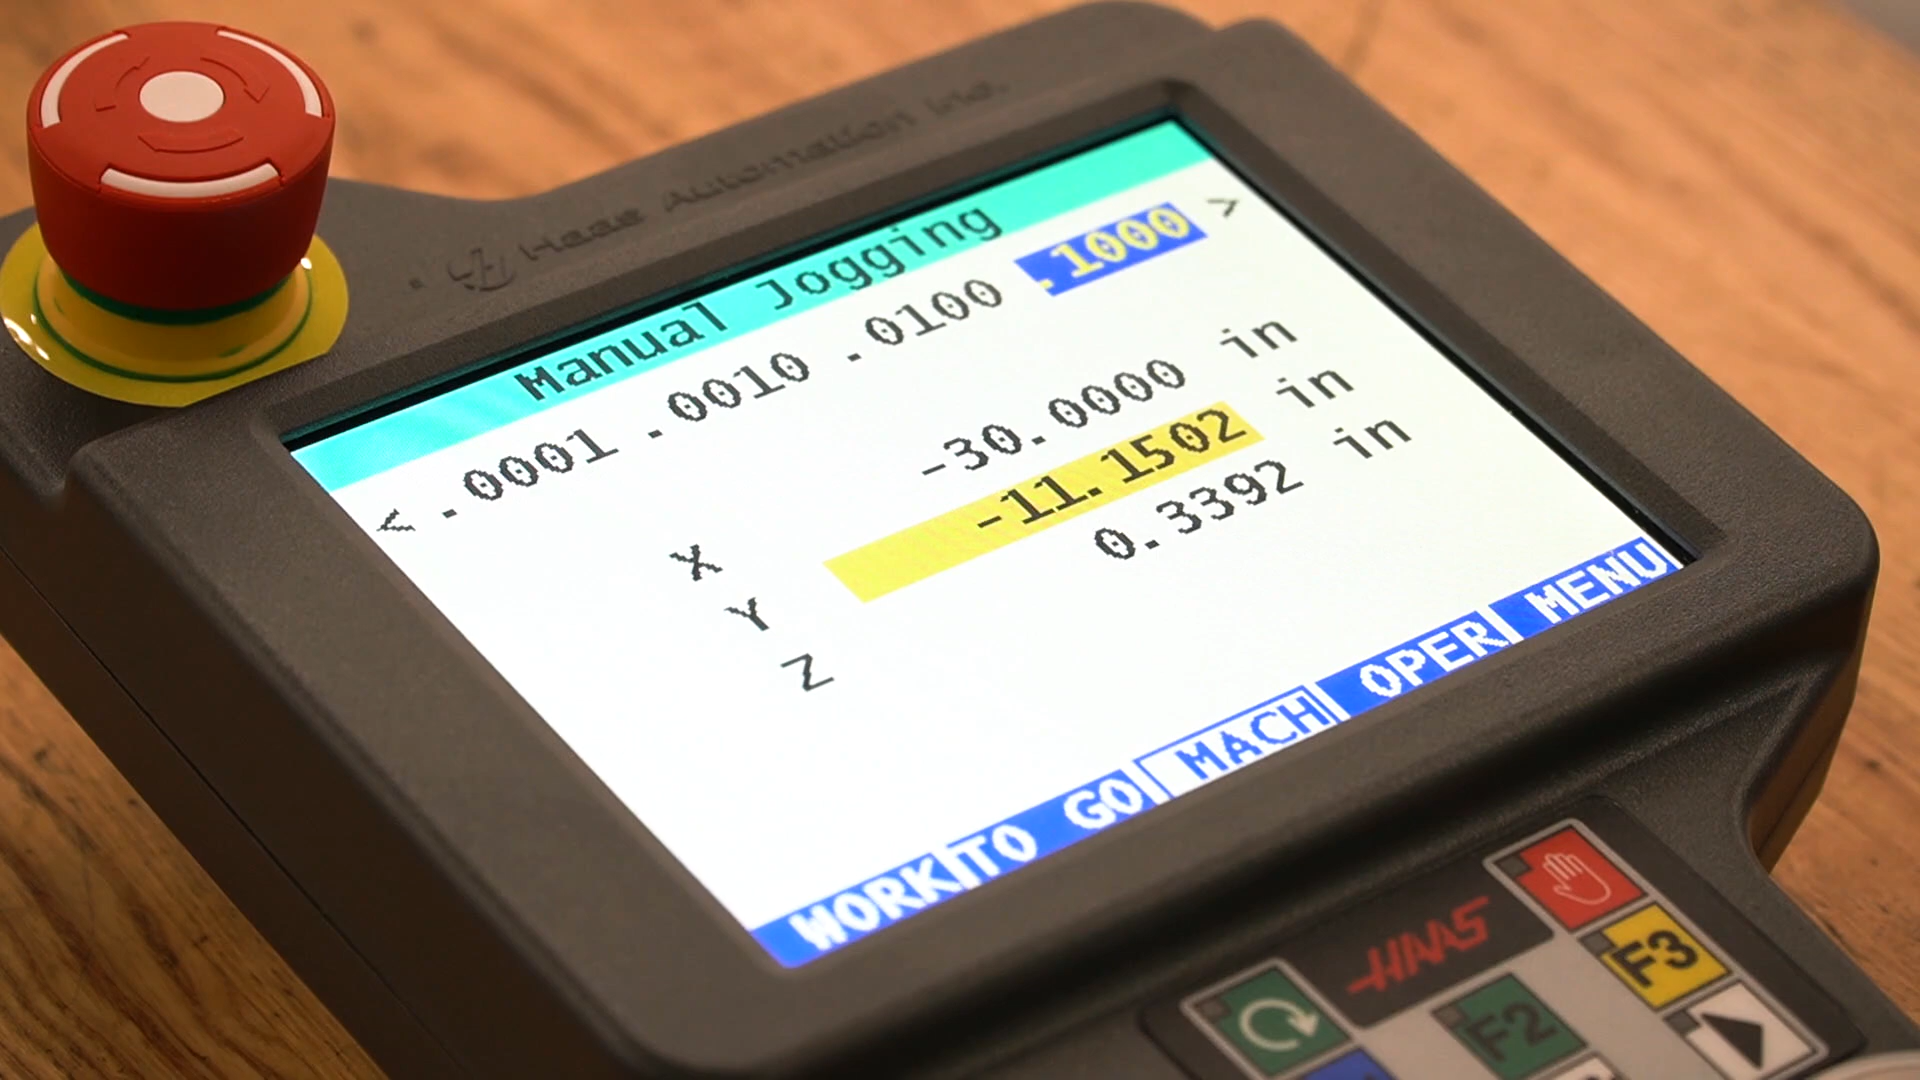 Haas Automation Inc.
Manual Jogging
< .0001 .0010 .0100 .1000 >
X -30.0000 in
Y -11.1502 in
Z 0.3392 in
WORK TO GO MACH OPER MENU
HAAS
F3
F2